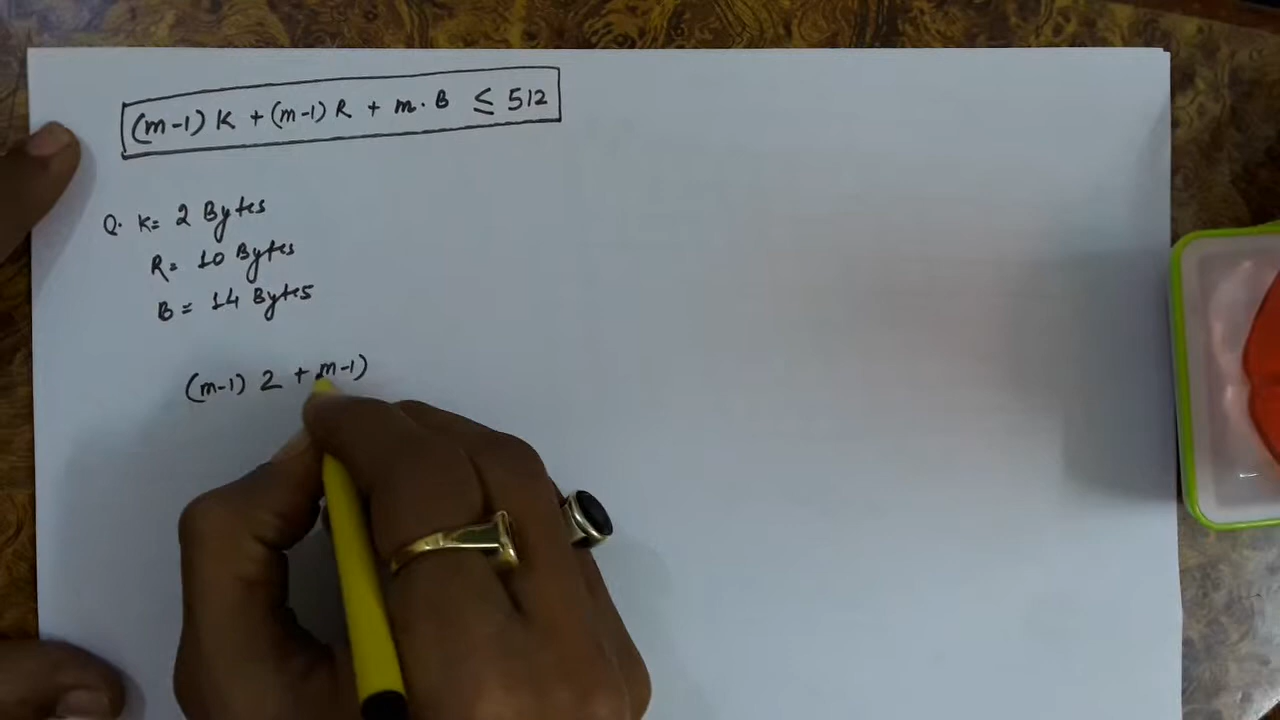 (m-1) K + (m-1) R + m. B ≤ 512
Q. K= 2 Bytes
R= 10 Bytes
B= 14 Bytes
(m-1) 2 + m-1)